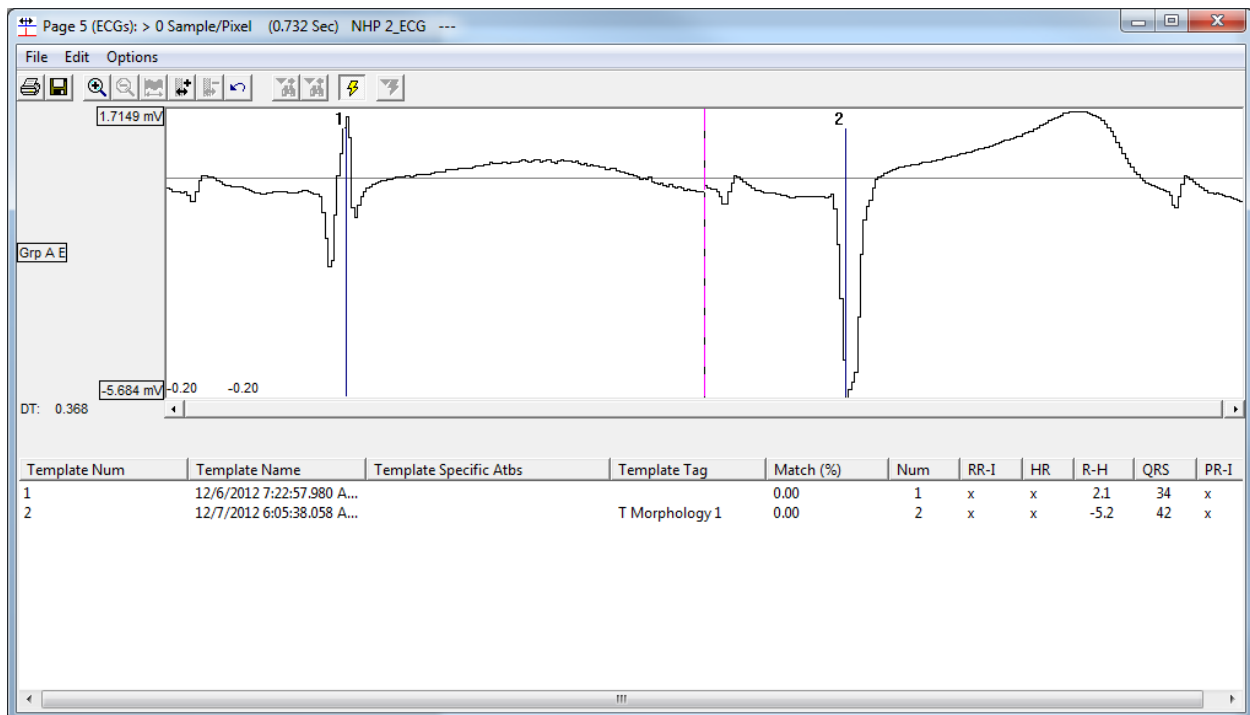 Page 5 (ECGs): > 0 Sample/Pixel (0.732 Sec) NHP 2_ECG ---
File Edit Options
1.7149 mV
1 2
Grp A E
-5.684 mV -0.20 -0.20
DT: 0.368
Template Num Template Name Template Specific Atbs Template Tag Match (%) Num RR-I HR R-H QRS PR-I
1 12/6/2012 7:22:57.980 A... 0.00 1 x x 2.1 34 x
2 12/7/2012 6:05:38.058 A... T Morphology 1 0.00 2 x x -5.2 42 x